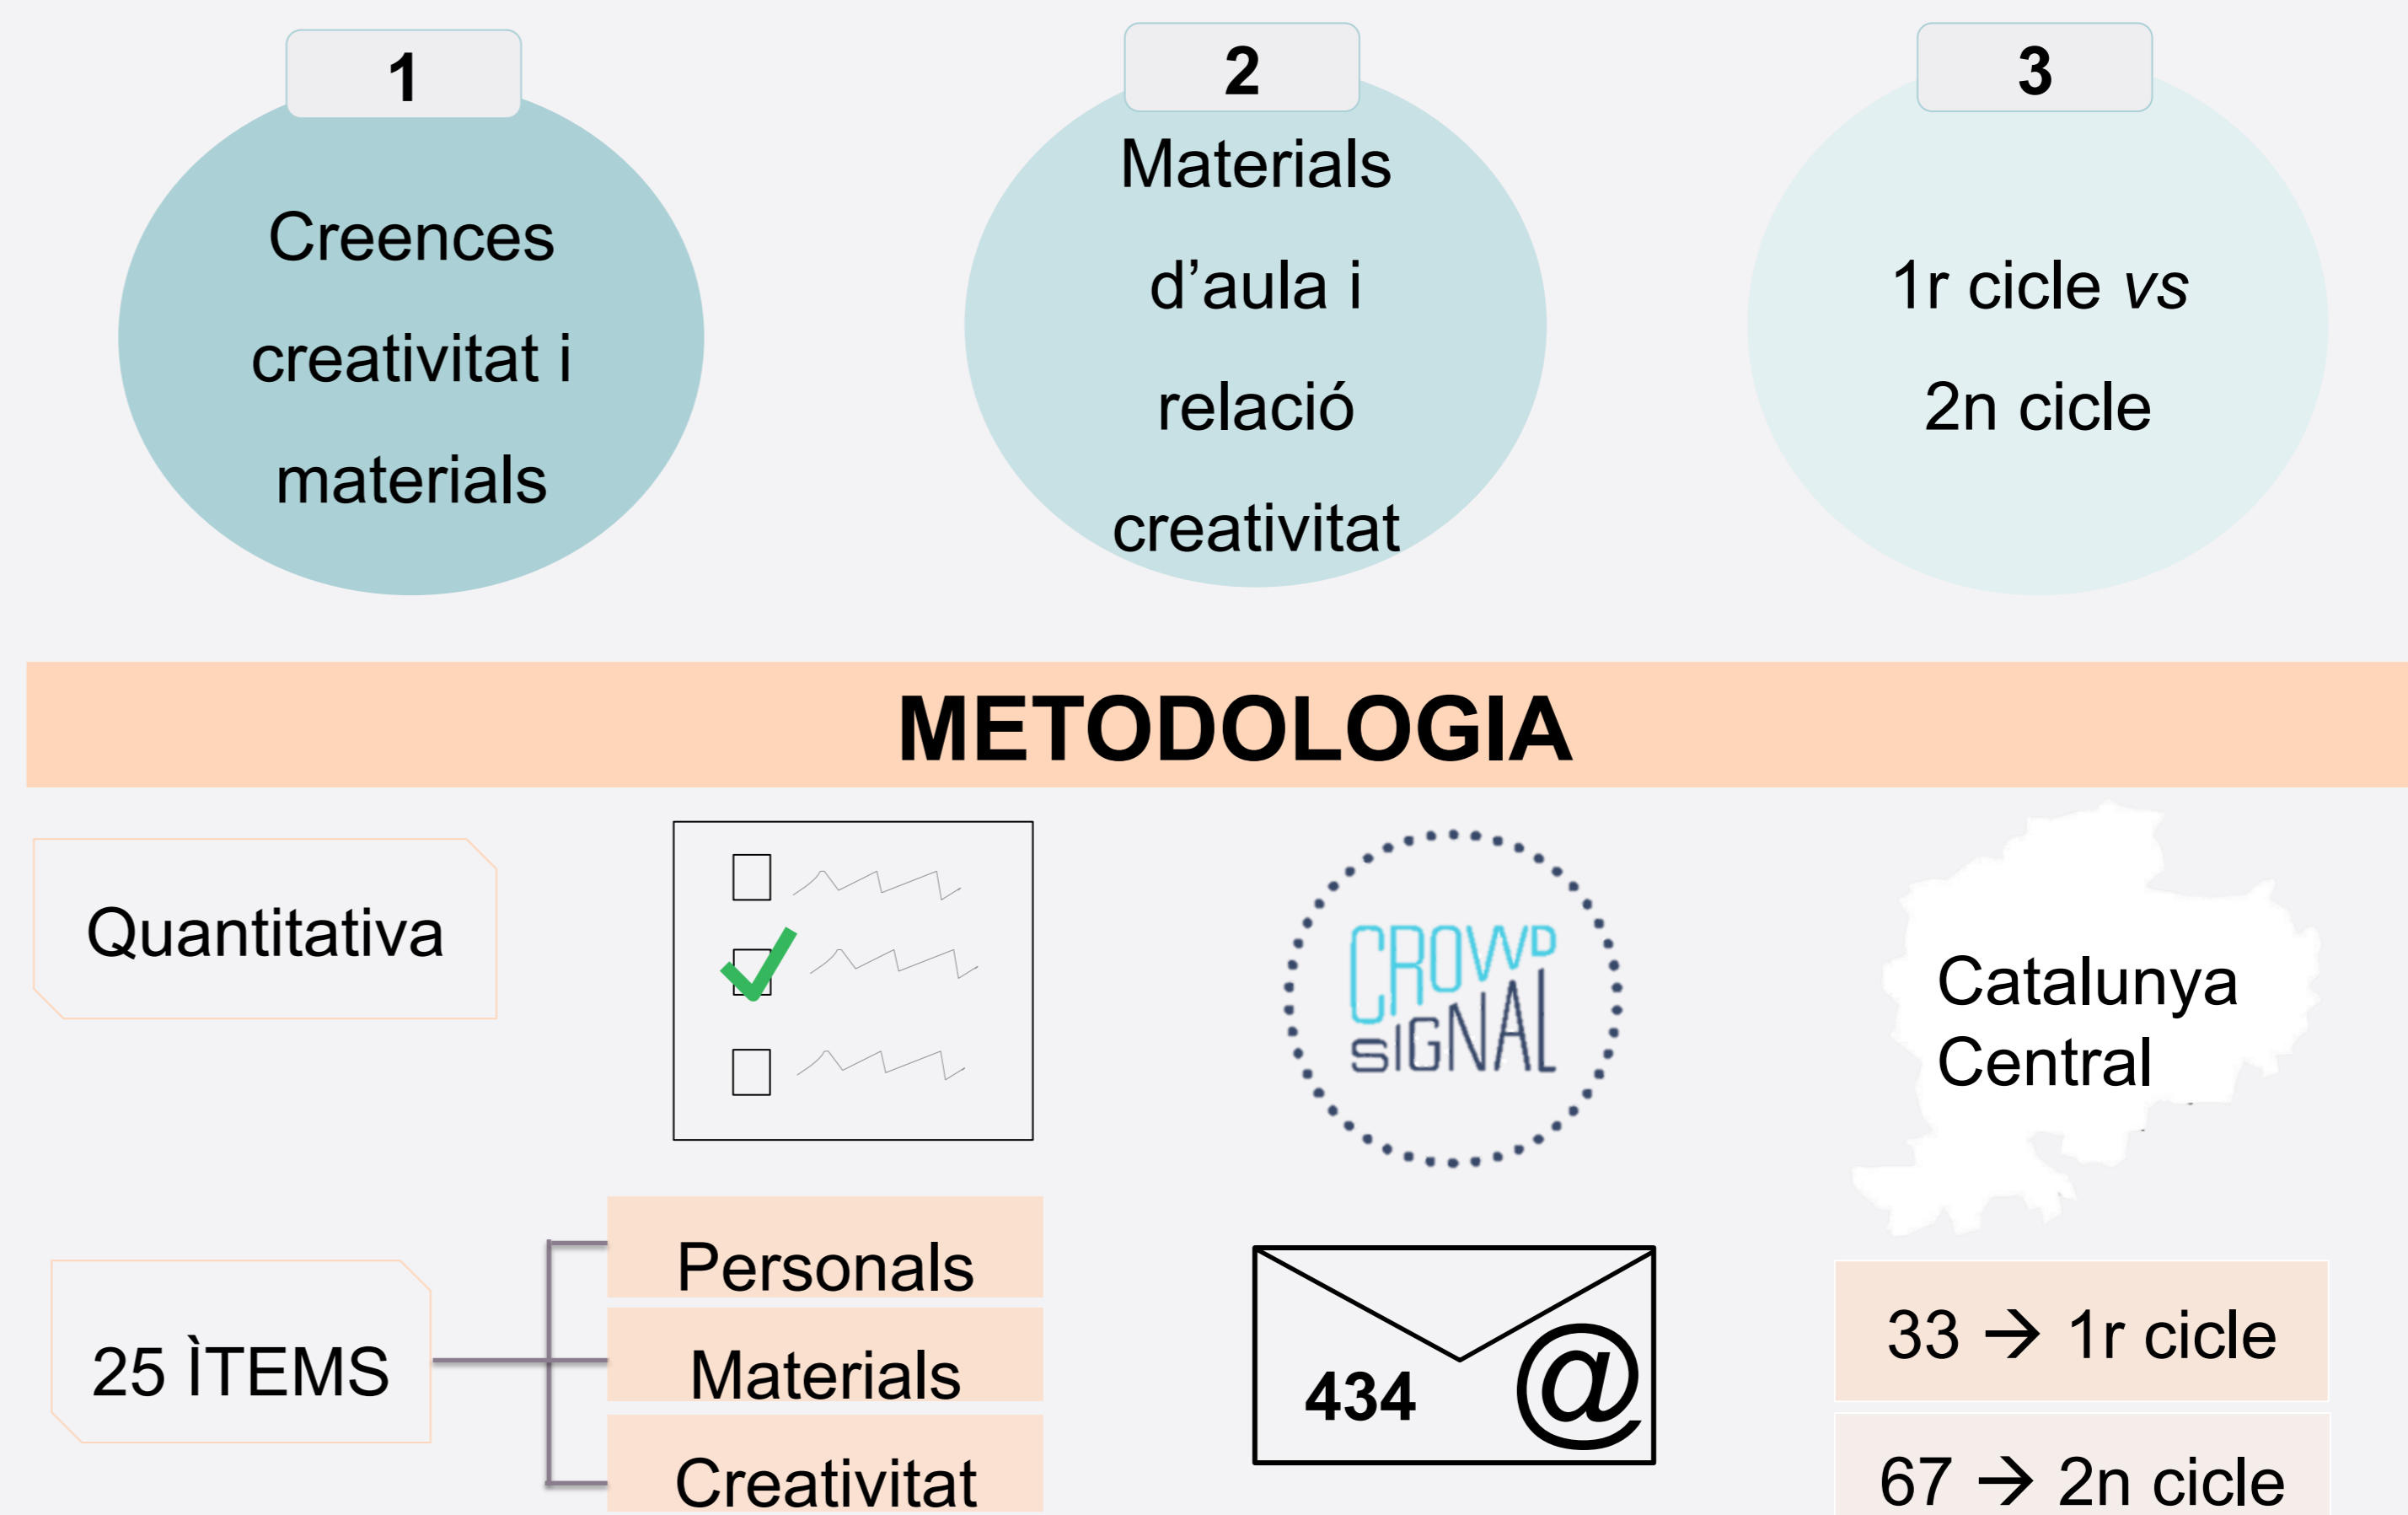 1
Creences
creativitat i
materials
2
Materials
d’aula i
relació
creativitat
3
1r cicle vs
2n cicle
METODOLOGIA
Quantitativa
CROWD
SIGNAL
Catalunya
Central
25 ÌTEMS
Personals
Materials
Creativitat
434 @
33 → 1r cicle
67 → 2n cicle